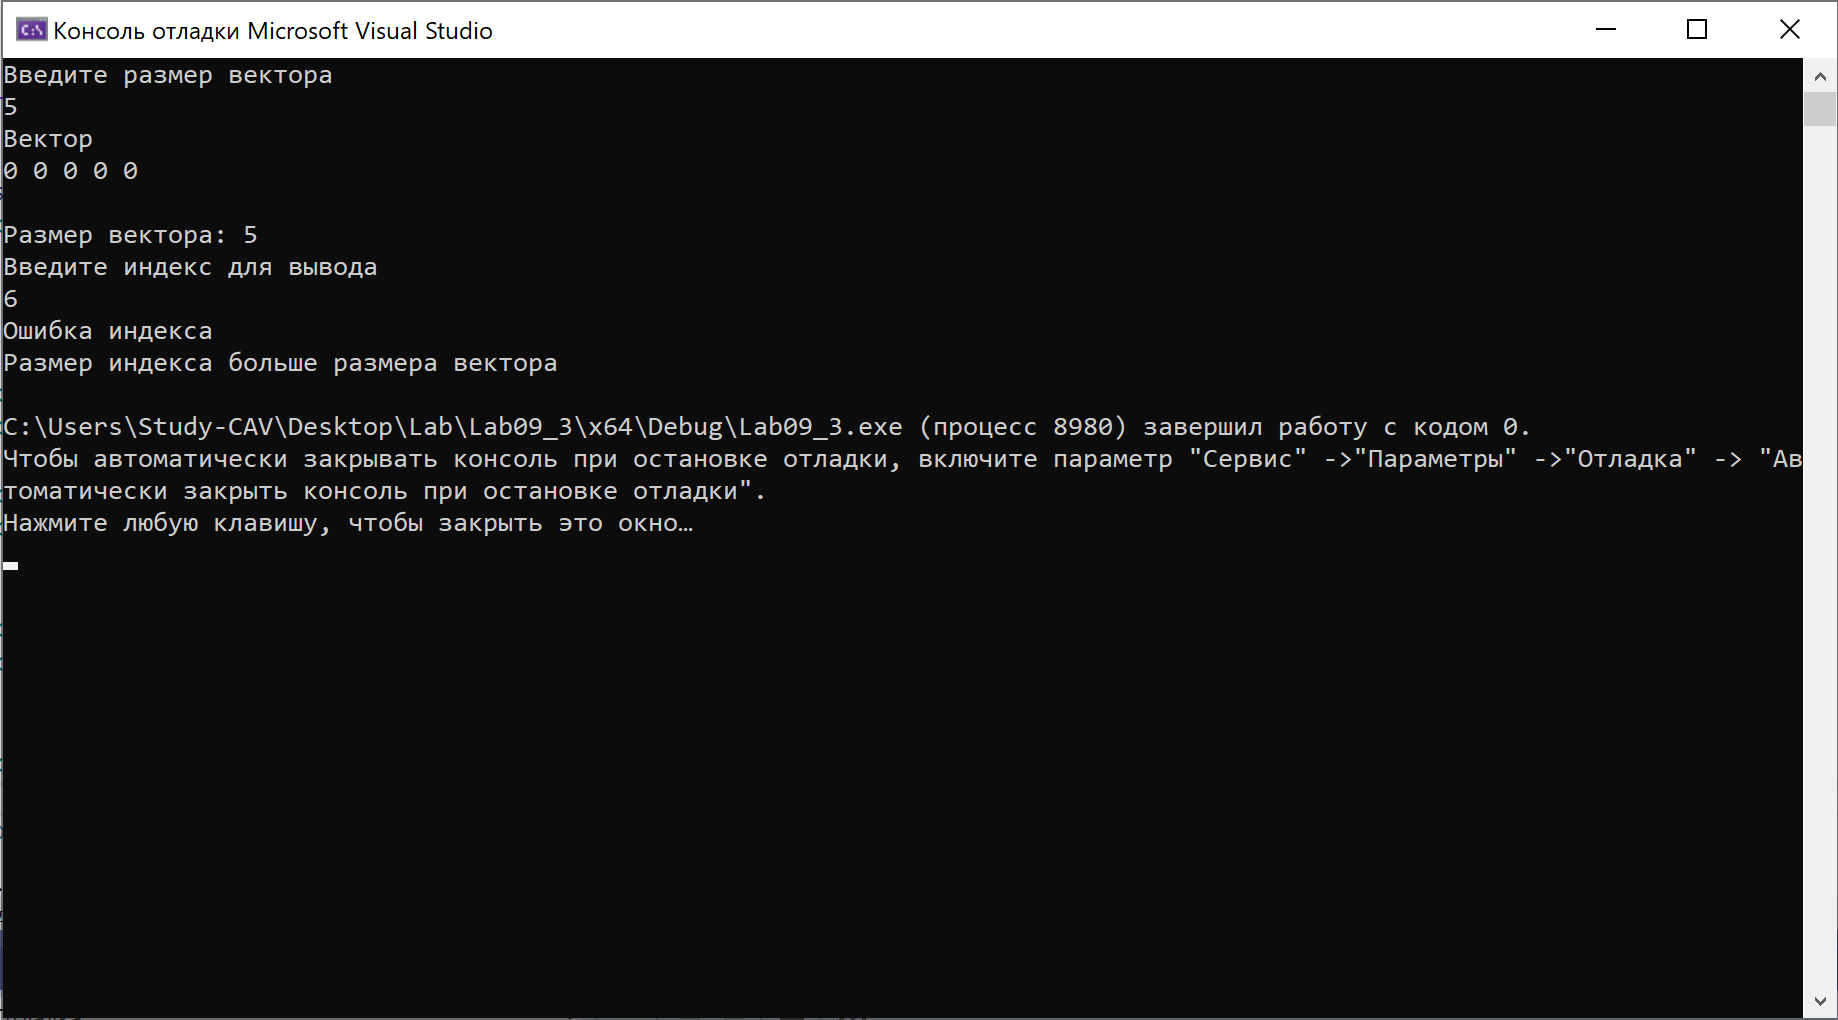 Консоль отладки Microsoft Visual Studio
Введите размер вектора
5
Вектор
0 0 0 0 0
Размер вектора: 5
Введите индекс для вывода
6
Ошибка индекса
Размер индекса больше размера вектора
C:\Users\Study-CAV\Desktop\Lab\Lab09_3\x64\Debug\Lab09_3.exe (процесс 8980) завершил работу с кодом 0.
Чтобы автоматически закрывать консоль при остановке отладки, включите параметр "Сервис" ->"Параметры" ->"Отладка" -> "Ав
томатически закрыть консоль при остановке отладки".
Нажмите любую клавишу, чтобы закрыть это окно…